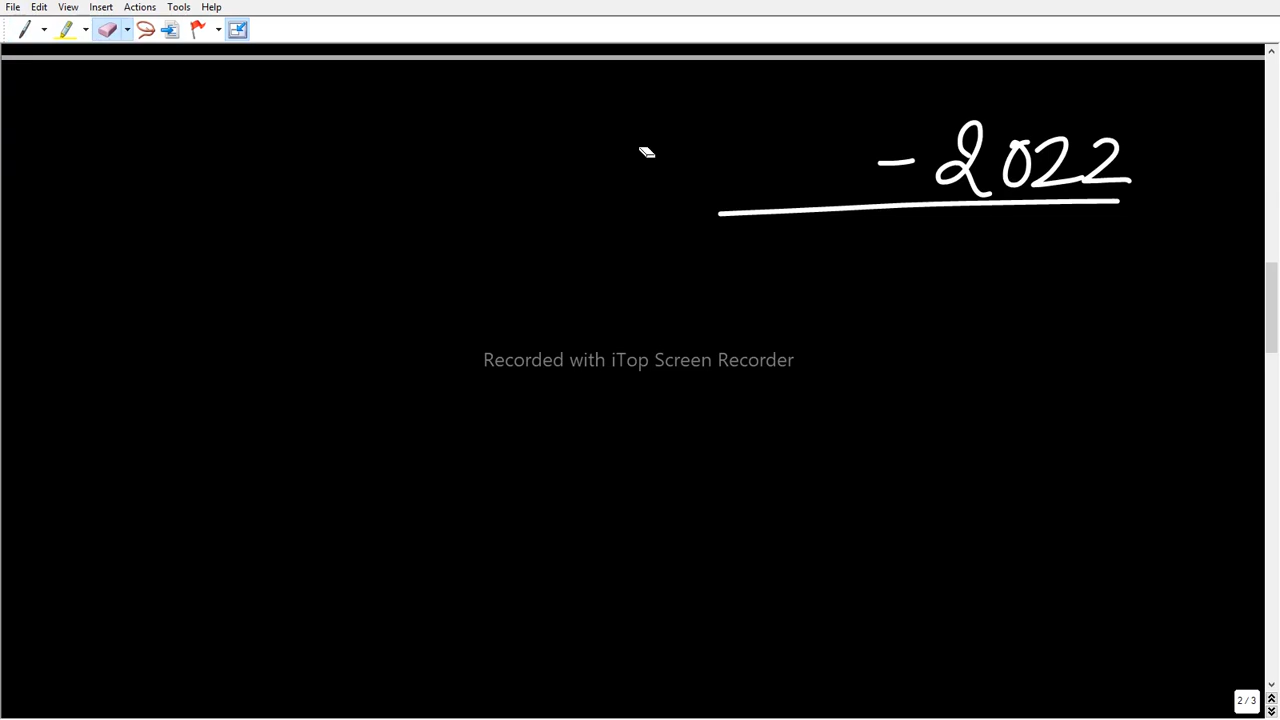 File Edit View Insert Actions Tools Help
- 2022
Recorded with iTop Screen Recorder
2 / 3